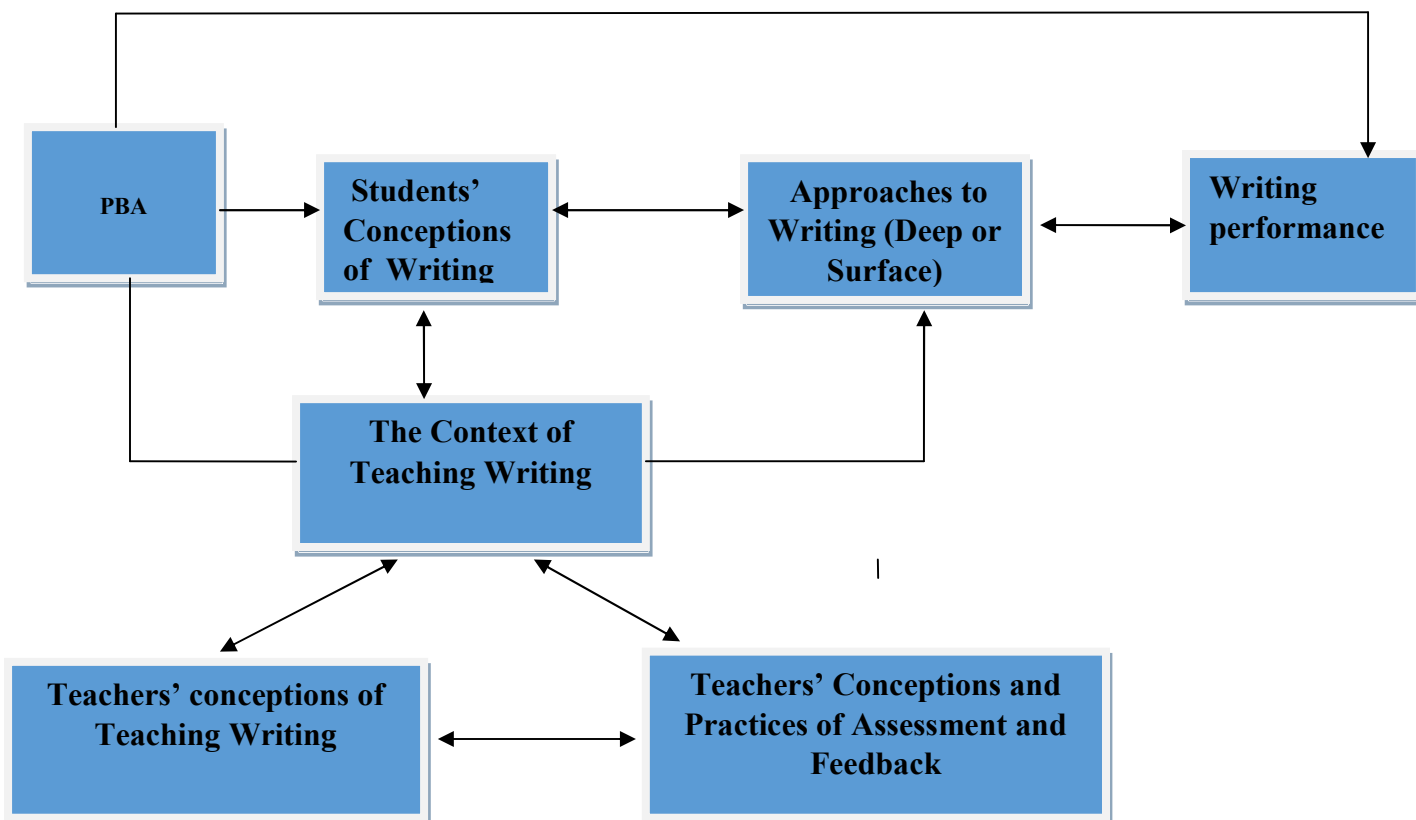 PBA
Students’
Conceptions
of Writing
Approaches to
Writing (Deep or
Surface)
Writing
performance
The Context of
Teaching Writing
Teachers’ conceptions of
Teaching Writing
Teachers’ Conceptions and
Practices of Assessment and
Feedback